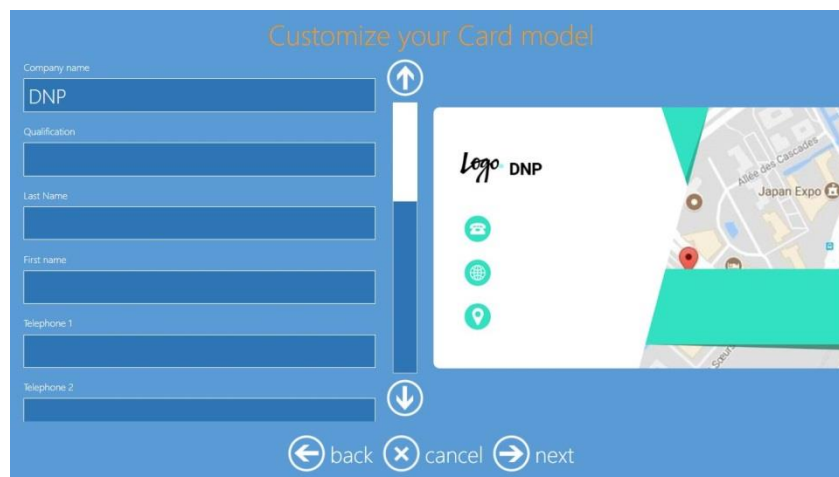 Customize your Card model
Company name
DNP
Qualification
Last Name
First name
Telephone 1
Telephone 2
Logo DNP
Allée des Cascades
Japan Expo
Sœurs
back cancel next